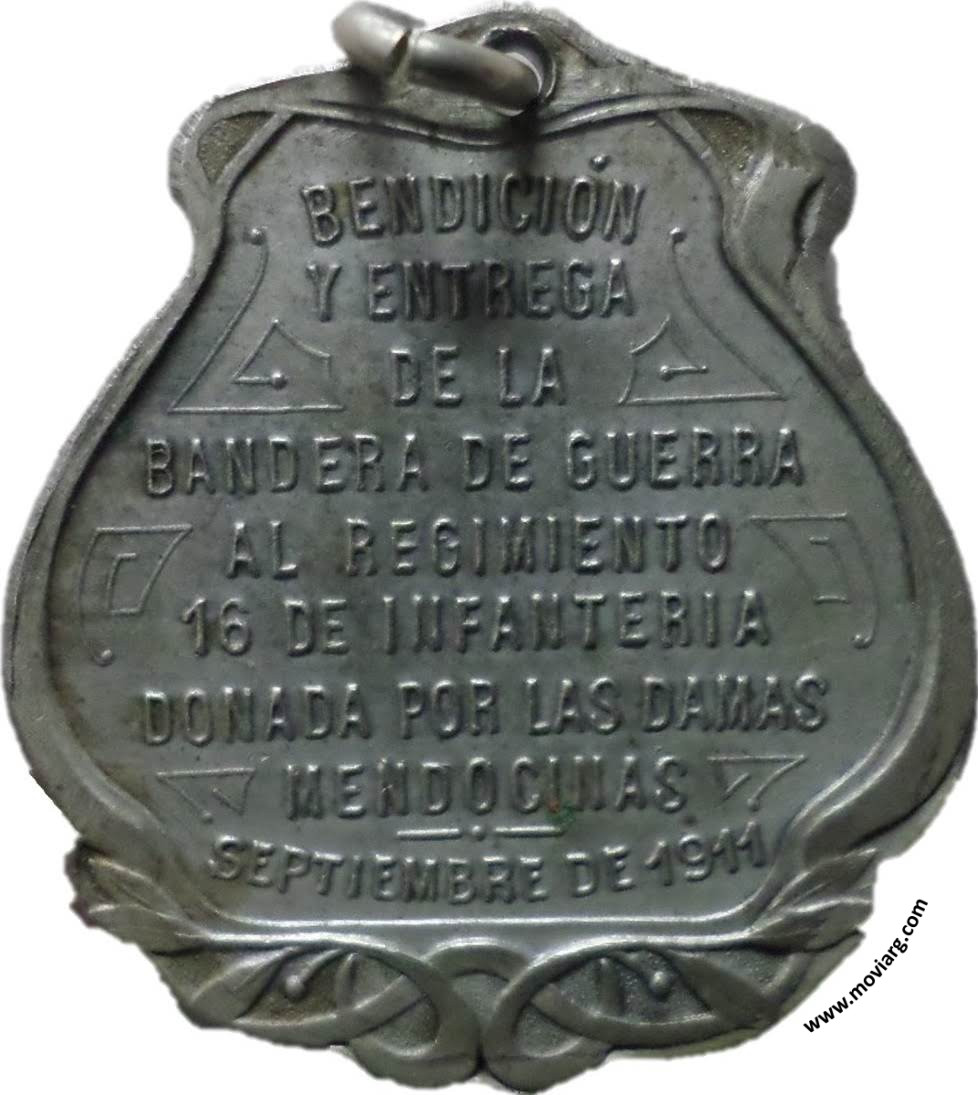 BENDICIÓN
Y ENTREGA
DE LA
BANDERA DE GUERRA
AL REGIMIENTO
16 DE INFANTERIA
DONADA POR LAS DAMAS
MENDOCINAS
SEPTIEMBRE DE 1911
www.moviarg.com